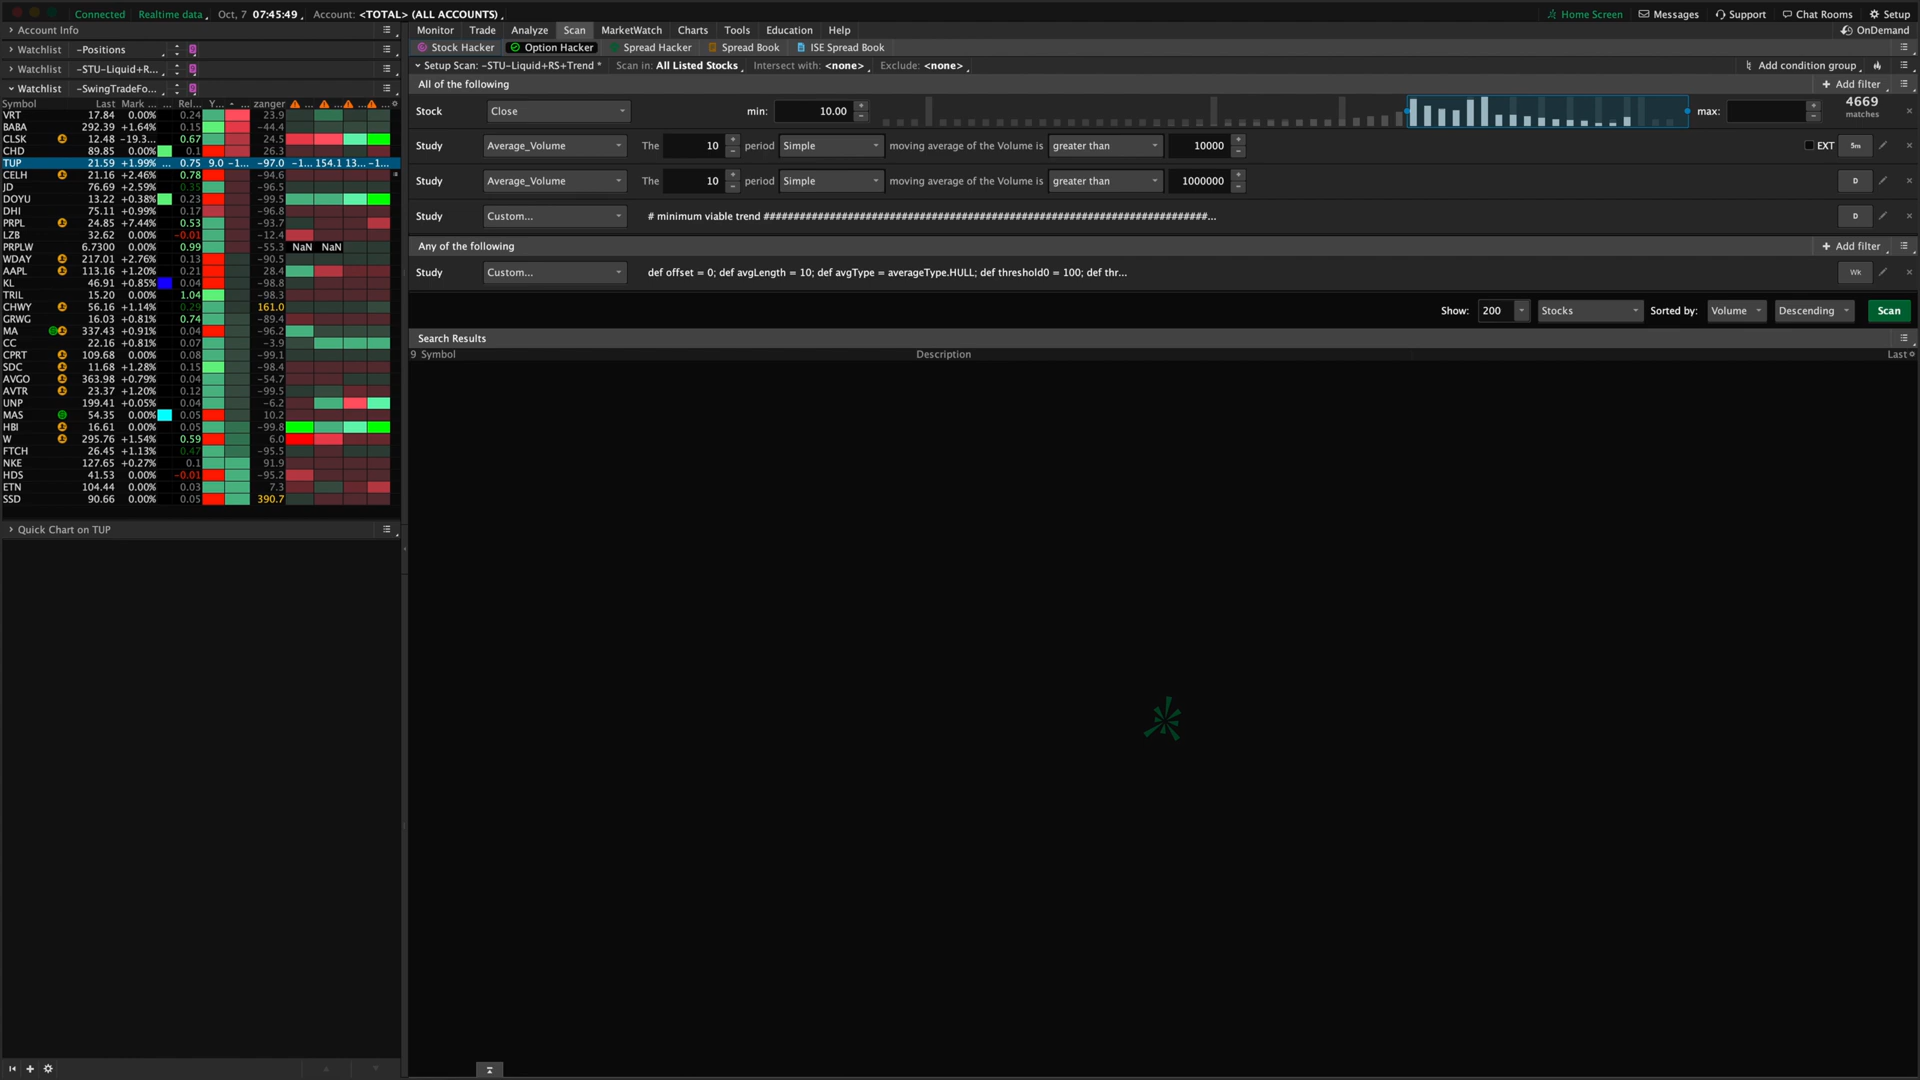 Connected Realtime data Oct, 7 07:45:49 Account: <TOTAL> (ALL ACCOUNTS) Home Screen Messages Support Chat Rooms Setup
Account Info Monitor Trade Analyze Scan MarketWatch Charts Tools Education Help OnDemand
Watchlist -Positions Stock Hacker Option Hacker Spread Hacker Spread Book ISE Spread Book
Watchlist -STU-Liquid+R... Setup Scan: -STU-Liquid+RS+Trend * Scan in: All Listed Stocks Intersect with: <none> Exclude: <none> Add condition group
Watchlist -SwingTradeFo...
All of the following Add filter
Stock Close min: 10.00 max: 4669 matches
Study Average_Volume The 10 period Simple moving average of the Volume is greater than 10000 EXT 5m
Study Average_Volume The 10 period Simple moving average of the Volume is greater than 1000000 D
Study Custom... # minimum viable trend ##########################################################################... D
Any of the following Add filter
Study Custom... def offset = 0; def avgLength = 10; def avgType = averageType.HULL; def threshold0 = 100; def thr... Wk
Show: 200 Stocks Sorted by: Volume Descending Scan
Search Results
9 Symbol Description Last
Symbol Last Mark ... ... Rel... Y... ... zanger
VRT 17.84 0.00% 0.24 23.9
BABA 292.39 +1.64% 0.15 -44.4
CLSK 12.48 -19.3... 0.67 24.5
CHD 89.85 0.00% 0.1 26.3
TUP 21.59 +1.99% ... 0.75 9.0 -1... -97.0 -1... 154.1 13... -1...
CELH 21.16 +2.46% 0.78 -94.6
JD 76.69 +2.59% 0.35 -96.5
DOYU 13.22 +0.38% 0.23 -99.5
DHI 75.11 +0.99% 0.17 -96.8
PRPL 24.85 +7.44% 0.53 -93.7
LZB 32.62 0.00% -0.01 -12.4
PRPLW 6.7300 0.00% 0.99 -55.3 NaN NaN
WDAY 217.01 +2.76% 0.13 -90.5
AAPL 113.16 +1.20% 0.21 28.4
KL 46.91 +0.85% 0.04 -98.8
TRIL 15.20 0.00% 1.04 -98.3
CHWY 56.16 +1.14% 0.29 161.0
GRWG 16.03 +0.81% 0.74 -89.4
MA 337.43 +0.91% 0.04 -96.2
CC 22.16 +0.81% 0.07 -3.9
CPRT 109.68 0.00% 0.08 -99.1
SDC 11.68 +1.28% 0.15 -98.4
AVGO 363.98 +0.79% 0.04 -54.7
AVTR 23.37 +1.20% 0.12 -99.5
UNP 199.41 +0.05% 0.04 -6.2
MAS 54.35 0.00% 0.05 10.2
HBI 16.61 0.00% 0.05 -99.8
W 295.76 +1.54% 0.59 6.0
FTCH 26.45 +1.13% 0.47 -95.5
NKE 127.65 +0.27% 0.1 91.9
HDS 41.53 0.00% -0.01 -95.2
ETN 104.44 0.00% 0.03 7.3
SSD 90.66 0.00% 0.05 390.7
Quick Chart on TUP